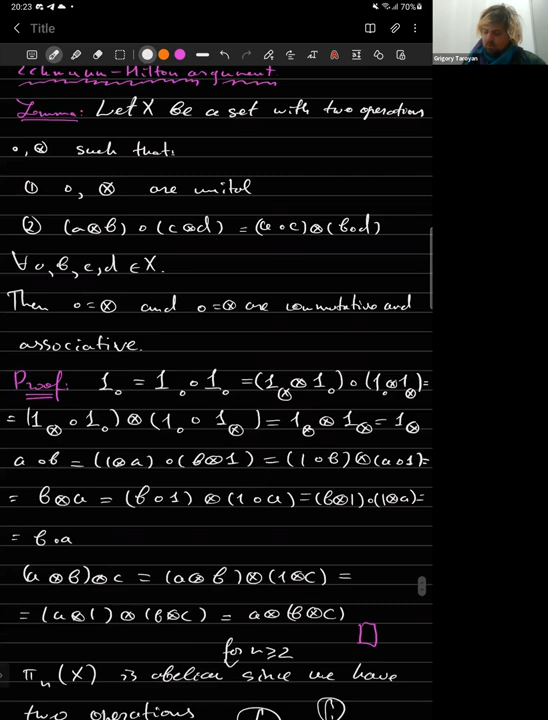 20:23
70%
Title
Grigory Taroyan
Eckmann-Hilton argument
Lemma: Let X be a set with two operations
∘, ⊗ such that:
① ∘, ⊗ are unital
② (a⊗b)∘(c⊗d) = (a∘c)⊗(b∘d)
∀a,b,c,d ∈ X.
Then ∘=⊗ and ∘=⊗ are commutative and
associative.
Proof: 1∘ = 1∘ ∘ 1∘ = (1⊗ ⊗ 1∘) ∘ (1∘ ⊗ 1⊗) =
= (1⊗ ∘ 1∘) ⊗ (1∘ ∘ 1⊗) = 1⊗ ⊗ 1⊗ = 1⊗
a∘b = (1⊗a)∘(b⊗1) = (1∘b)⊗(a∘1) =
= b⊗a = (b∘1)⊗(1∘a) = (b⊗1)∘(1⊗a) =
= b∘a
(a⊗b)⊗c = (a⊗b)⊗(1⊗c) =
= (a⊗1)⊗(b⊗c) = a⊗(b⊗c)
for n≥2
πn(X) is abelian since we have
two operations